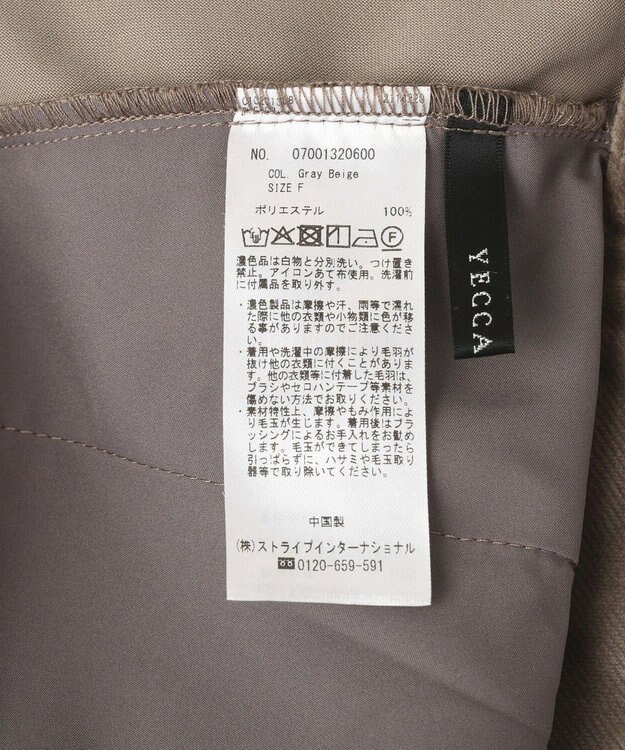 NO. 07001320600
COL. Gray Beige
SIZE F
ポリエステル 100%
F
濃色品は白物と分別洗い。つけ置き
禁止。アイロンあて布使用。洗濯前
に付属品を取り外す。
・濃色製品は摩擦や汗、雨等で濡れ
た際に他の衣類や小物類に色が移
る事がありますのでご注意くださ
い。
・着用や洗濯中の摩擦により毛羽が
抜け他の衣類に付くことがありま
す。他の衣類等に付着した毛羽は、
ブラシやセロハンテープ等素材を
傷めない方法でお取りください。
・素材特性上、摩擦やもみ作用によ
り毛玉が生じます。着用後はブラ
ッシングによるお手入れをお勧め
します。毛玉ができてしまったら
引っぱらずに、ハサミや毛玉取り
器等で取り除いてください。
中国製
(株)ストライプインターナショナル
0120-659-591
YECCA